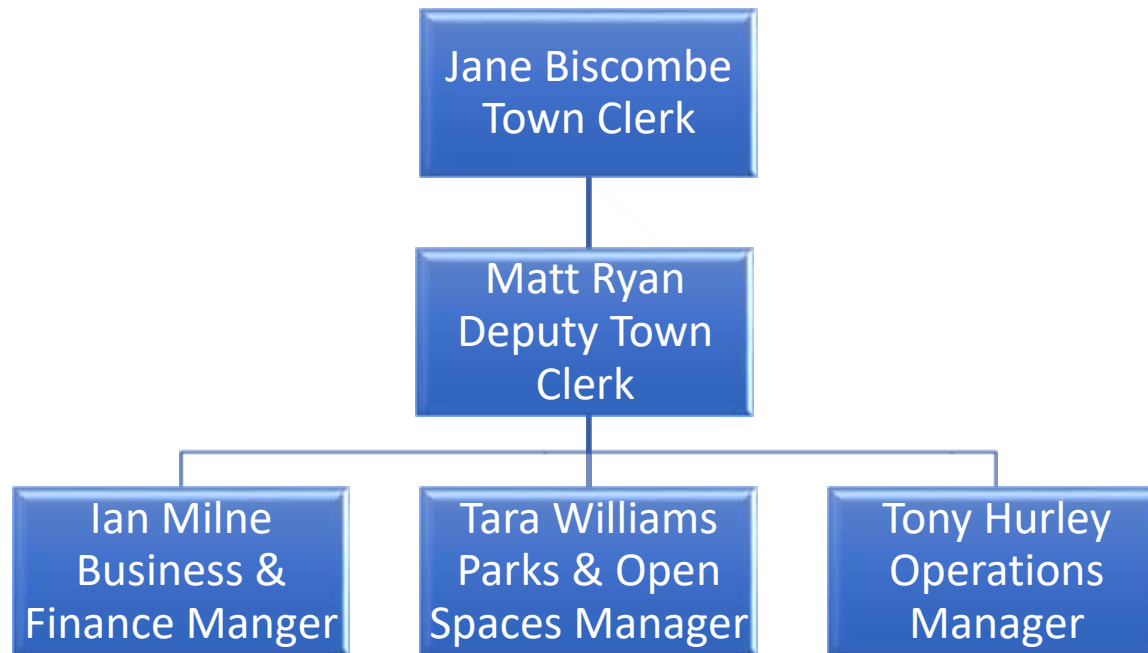 Jane Biscombe
Town Clerk
Matt Ryan
Deputy Town
Clerk
Ian Milne
Business &
Finance Manger
Tara Williams
Parks & Open
Spaces Manager
Tony Hurley
Operations
Manager